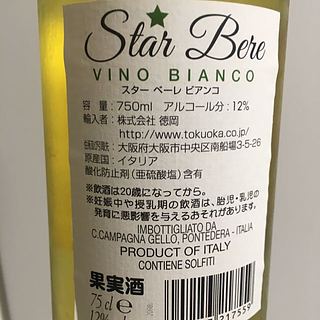 Star Bere
VINO BIANCO
スター ベーレ ビアンコ
容 量：750ml アルコール分：12%
輸入者：株式会社 徳岡
http://www.tokuoka.co.jp/
大阪府大阪市中央区南船場3-5-26
原産国：イタリア
酸化防止剤（亜硫酸塩）含有
※飲酒は20歳になってから。
※妊娠中や授乳期の飲酒は、胎児・乳児の
発育に悪影響を与えるおそれがあります。
IMBOTTIGLIATO DA
C.CAMPAGNA GELLO, PONTEDERA - ITALIA
PRODUCT OF ITALY
CONTIENE SOLFITI
果実酒
75 cl e
12%
217559